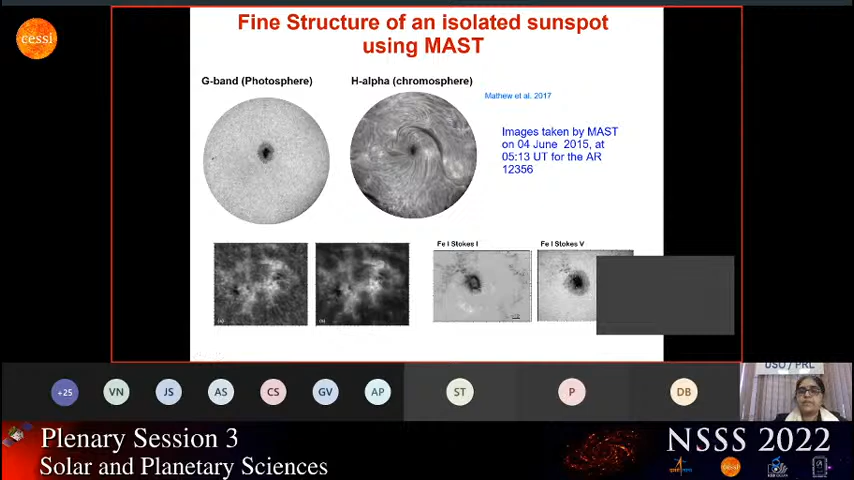 cessi
Fine Structure of an isolated sunspot
using MAST
G-band (Photosphere)
H-alpha (chromosphere)
Mathew et al. 2017
Images taken by MAST
on 04 June 2015, at
05:13 UT for the AR
12356
Fe I Stokes I
Fe I Stokes V
+25
VN
JS
AS
CS
GV
AP
ST
P
DB
USO / PRL
Plenary Session 3
Solar and Planetary Sciences
NSSS 2022
cessi